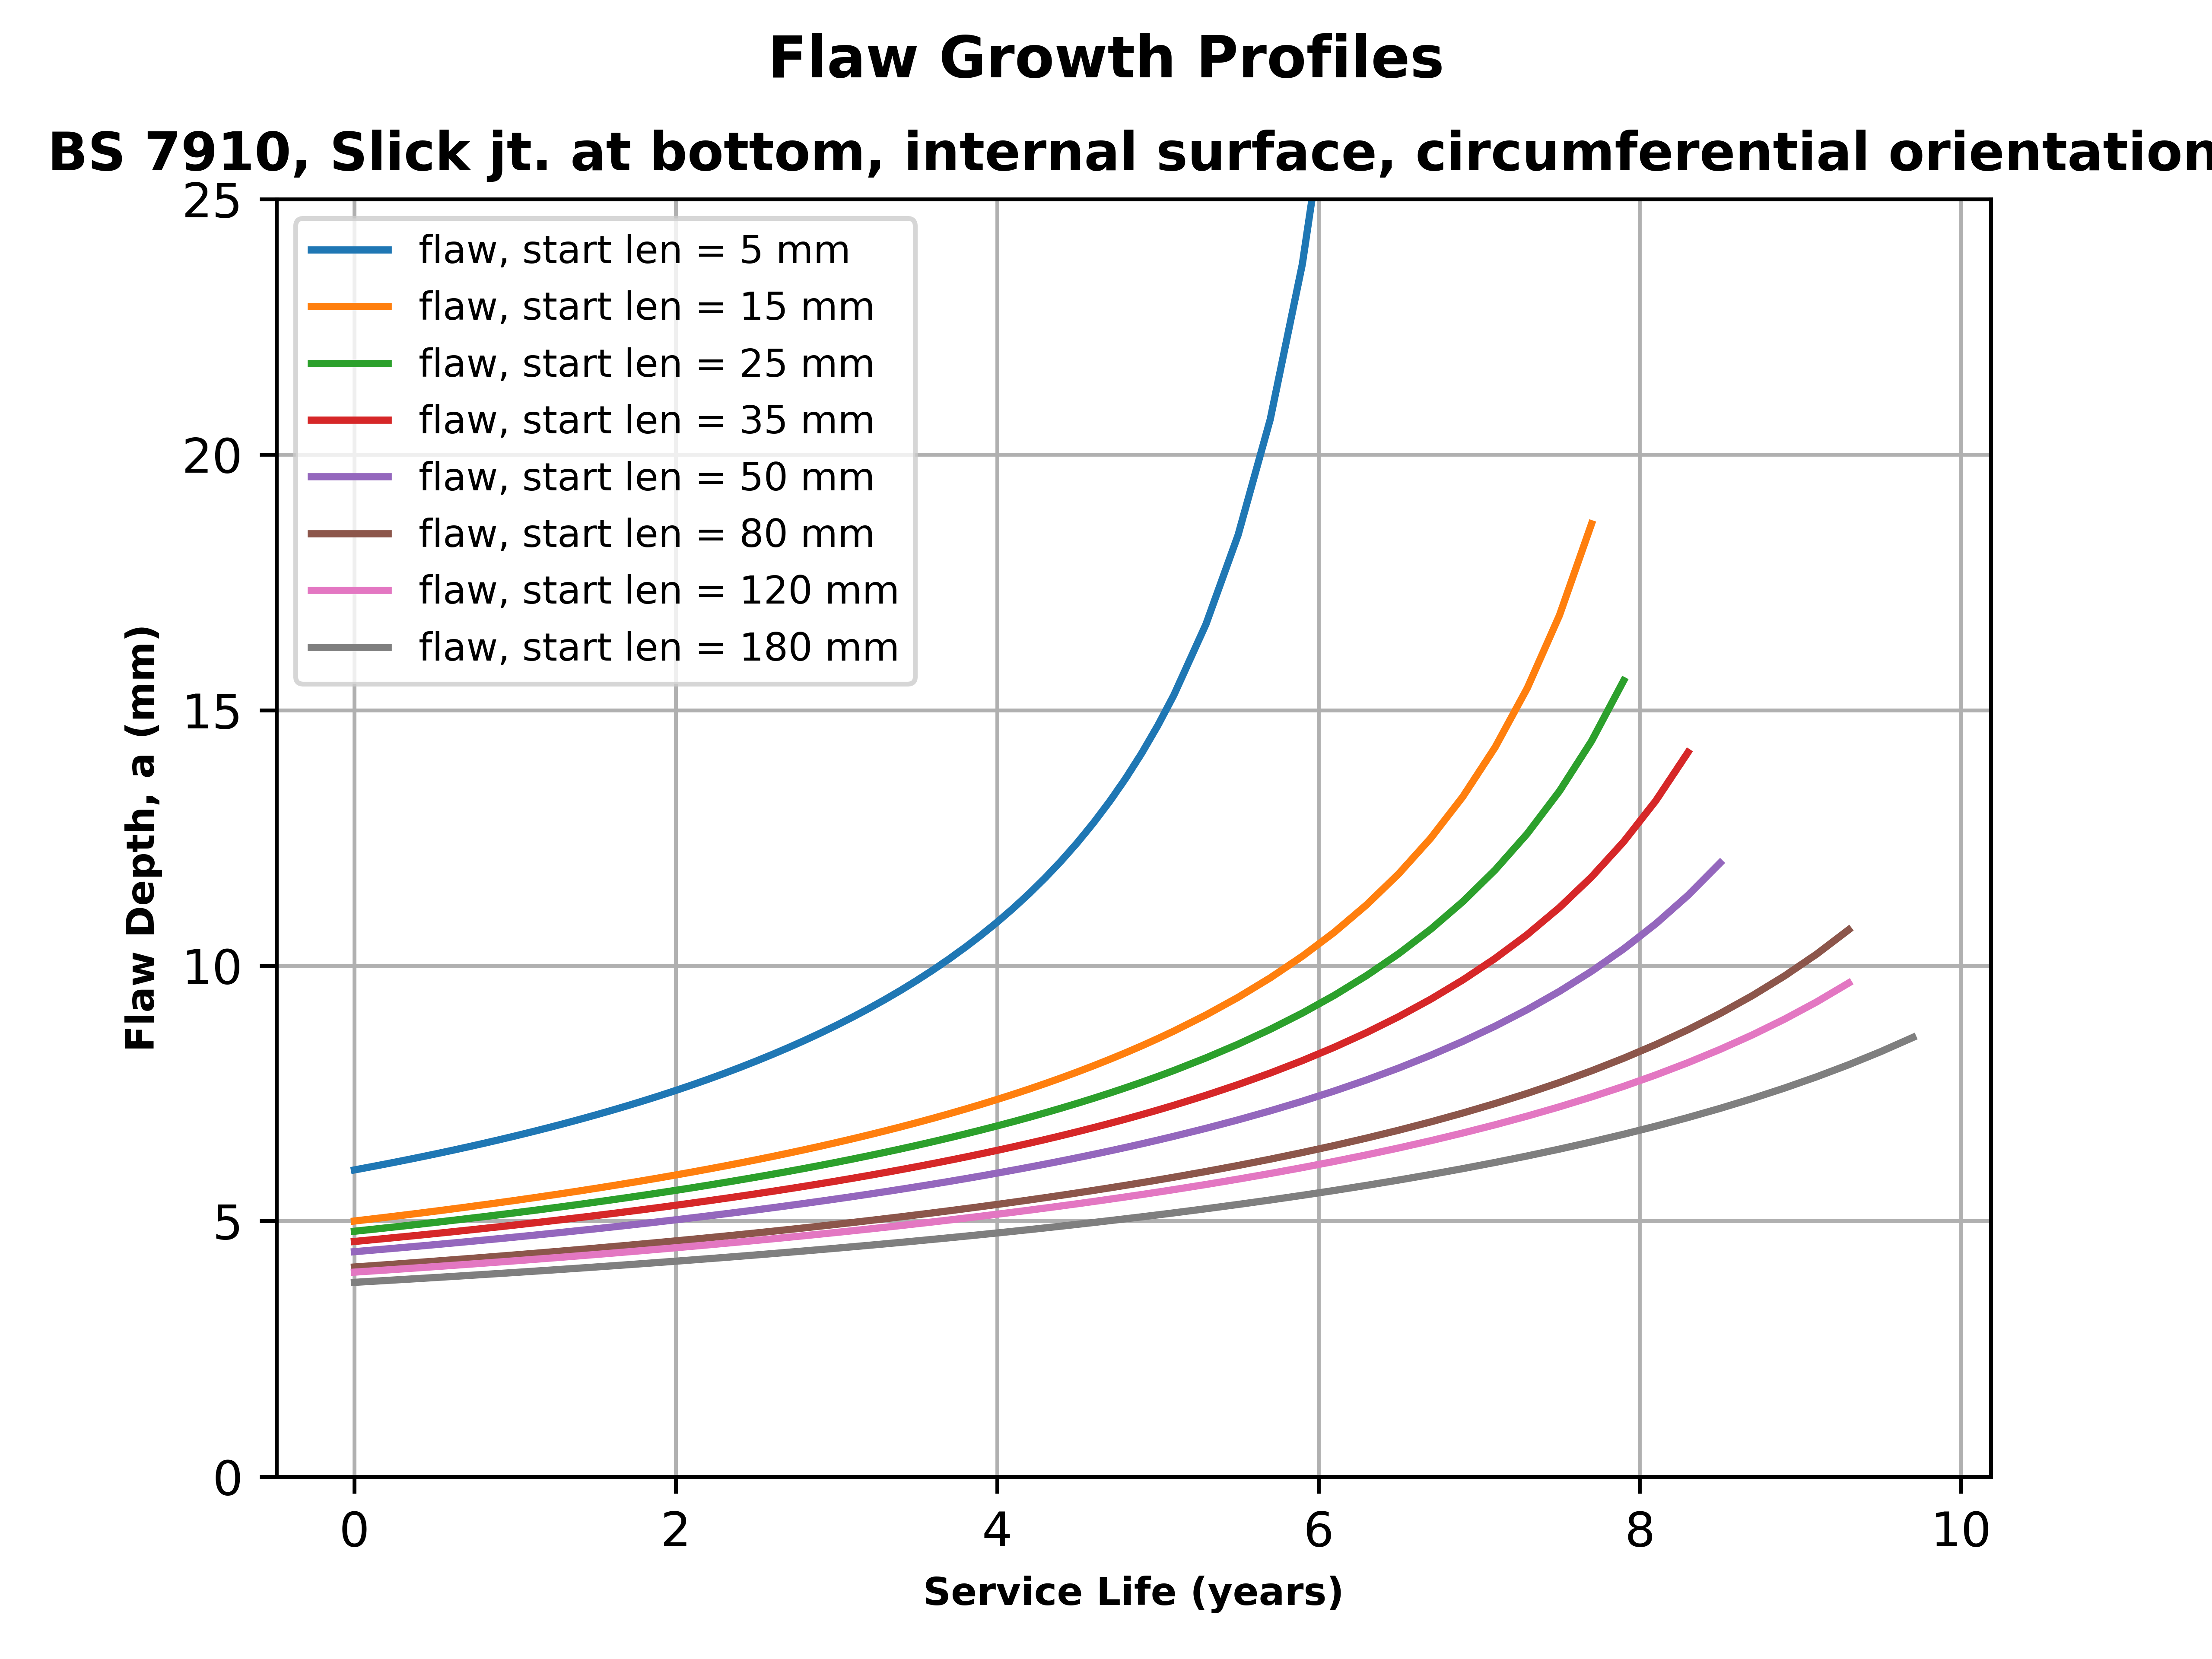 Flaw Growth Profiles
BS 7910, Slick jt. at bottom, internal surface, circumferential orientation
25
20
15
10
5
0
Flaw Depth, a (mm)
flaw, start len = 5 mm
flaw, start len = 15 mm
flaw, start len = 25 mm
flaw, start len = 35 mm
flaw, start len = 50 mm
flaw, start len = 80 mm
flaw, start len = 120 mm
flaw, start len = 180 mm
0 2 4 6 8 10
Service Life (years)